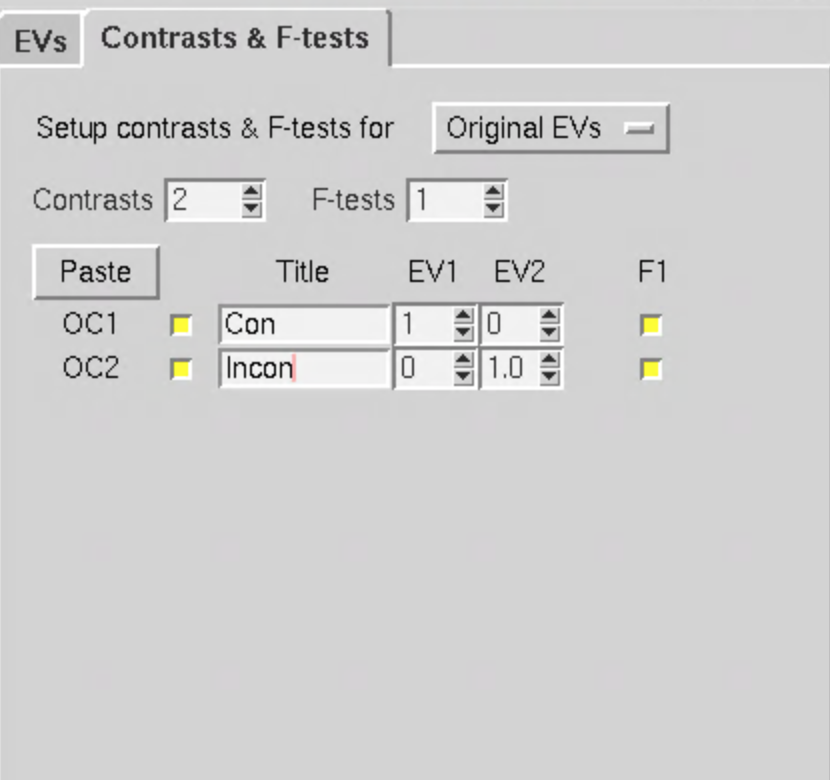 EVs Contrasts & F-tests
Setup contrasts & F-tests for Original EVs
Contrasts 2 F-tests 1
Paste Title EV1 EV2 F1
OC1 Con 1 0
OC2 Incon 0 1.0